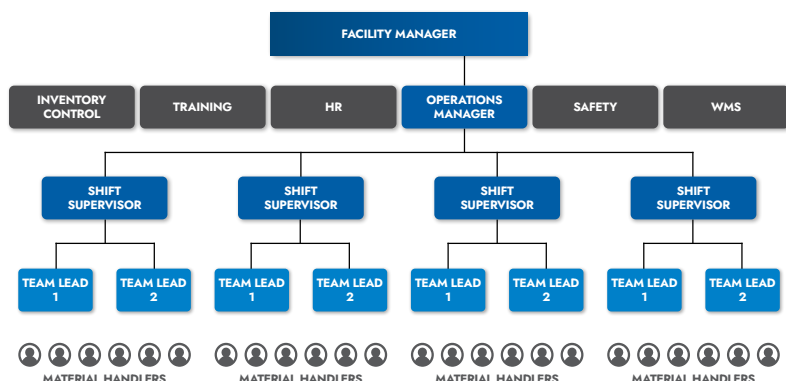 FACILITY MANAGER
INVENTORY
CONTROL
TRAINING
HR
OPERATIONS
MANAGER
SAFETY
WMS
SHIFT
SUPERVISOR
SHIFT
SUPERVISOR
SHIFT
SUPERVISOR
SHIFT
SUPERVISOR
TEAM LEAD
1
TEAM LEAD
2
TEAM LEAD
1
TEAM LEAD
2
TEAM LEAD
1
TEAM LEAD
2
TEAM LEAD
1
TEAM LEAD
2
MATERIAL HANDLERS
MATERIAL HANDLERS
MATERIAL HANDLERS
MATERIAL HANDLERS